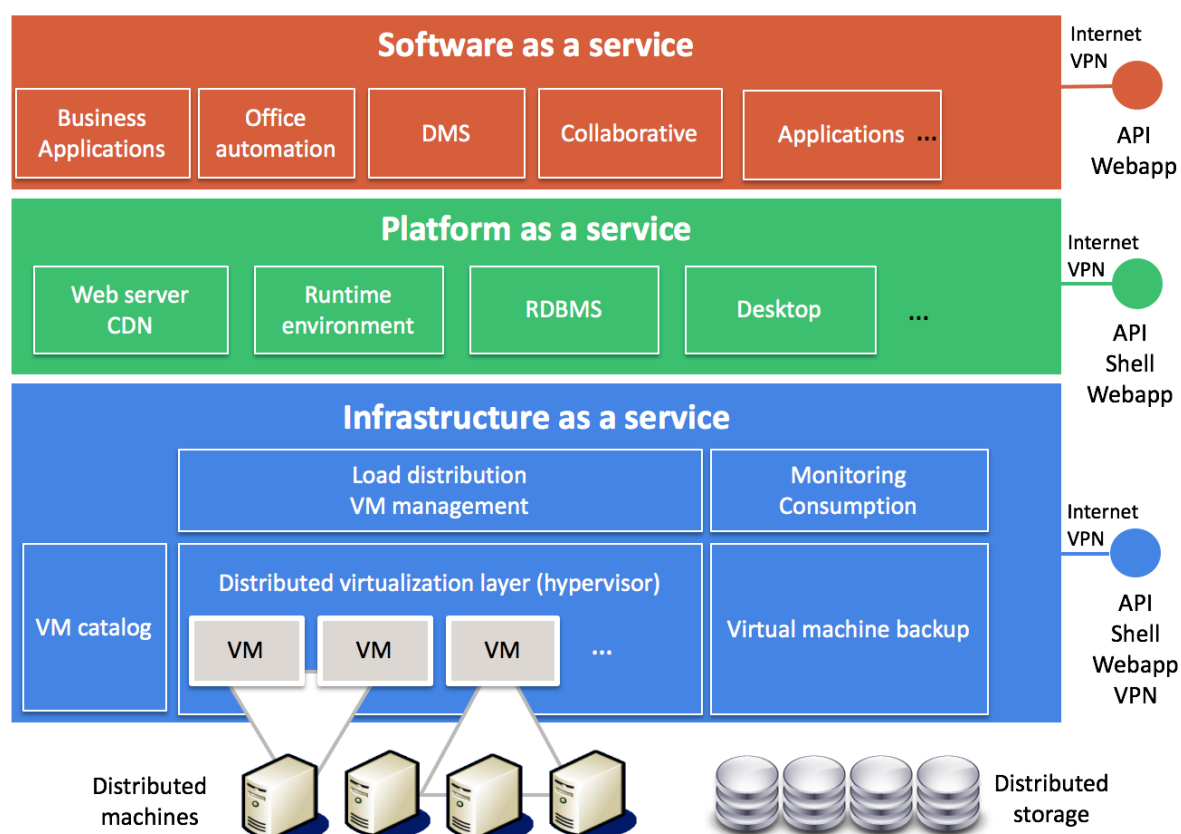 Software as a service
Internet
VPN
Business
Applications
Office
automation
DMS
Collaborative
Applications ...
API
Webapp
Platform as a service
Internet
VPN
Web server
CDN
Runtime
environment
RDBMS
Desktop
...
API
Shell
Webapp
Infrastructure as a service
Load distribution
VM management
Monitoring
Consumption
Internet
VPN
VM catalog
Distributed virtualization layer (hypervisor)
VM
VM
VM
...
Virtual machine backup
API
Shell
Webapp
VPN
Distributed
machines
Distributed
storage